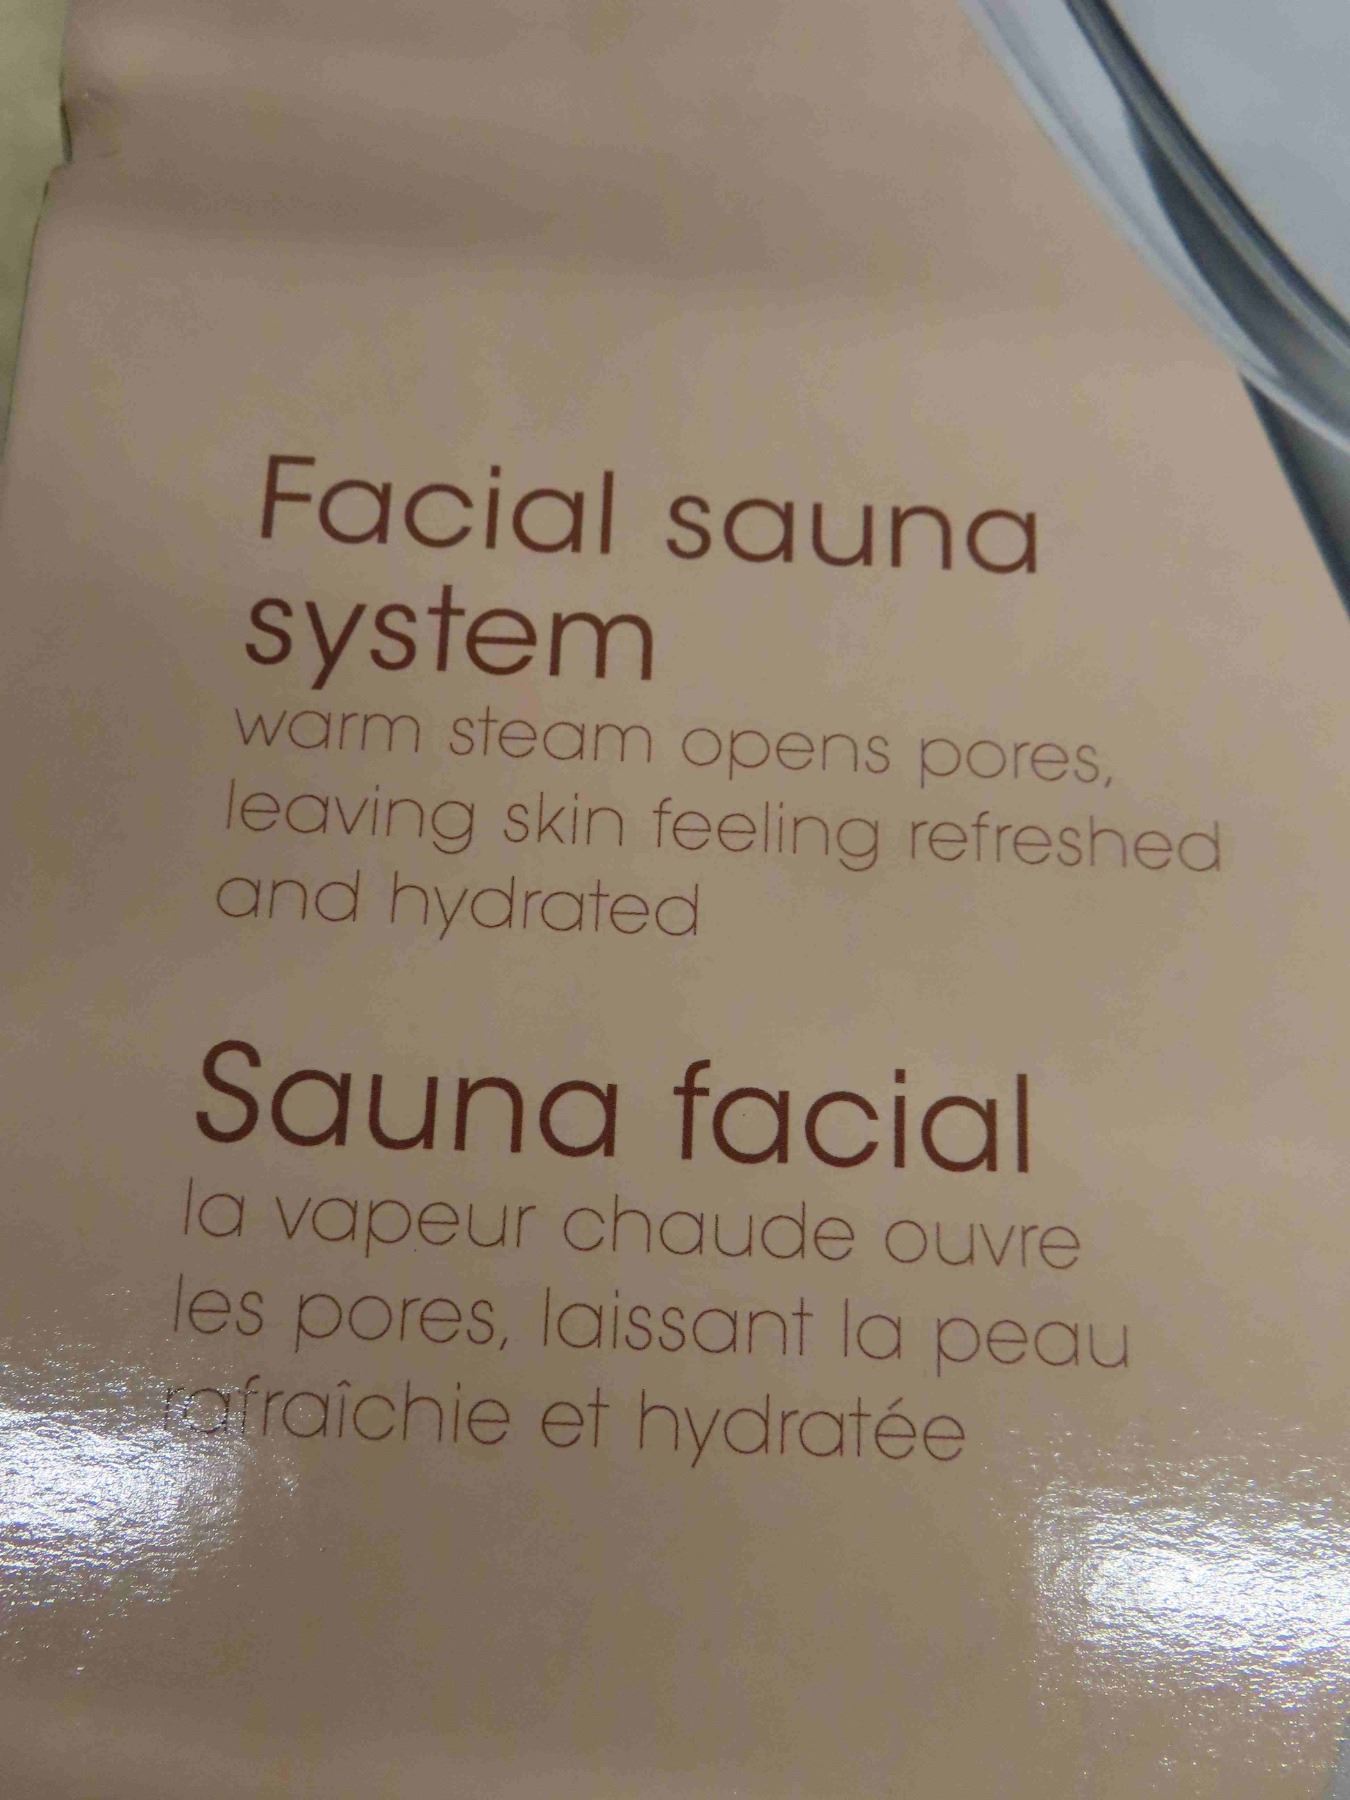 Facial sauna
system
warm steam opens pores,
leaving skin feeling refreshed
and hydrated
Sauna facial
la vapeur chaude ouvre
les pores, laissant la peau
rafraîchie et hydratée